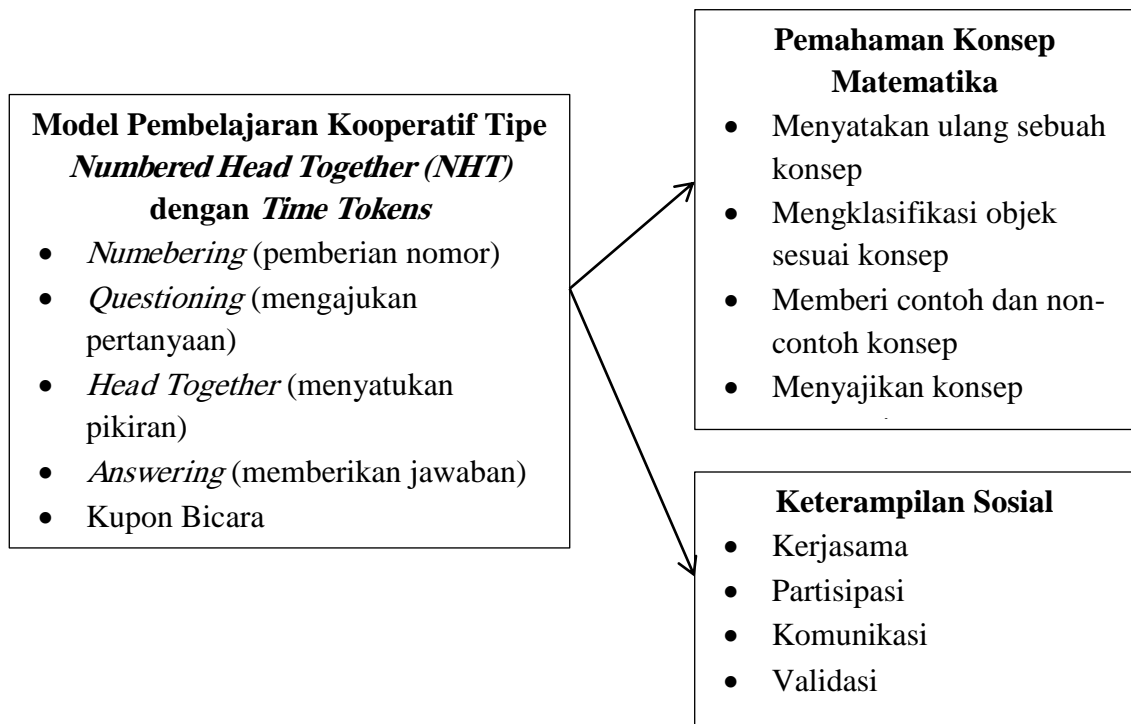 Model Pembelajaran Kooperatif Tipe
Numbered Head Together (NHT)
dengan Time Tokens
• Numebering (pemberian nomor)
• Questioning (mengajukan
pertanyaan)
• Head Together (menyatukan
pikiran)
• Answering (memberikan jawaban)
• Kupon Bicara
Pemahaman Konsep
Matematika
• Menyatakan ulang sebuah
konsep
• Mengklasifikasi objek
sesuai konsep
• Memberi contoh dan non-
contoh konsep
• Menyajikan konsep
Keterampilan Sosial
• Kerjasama
• Partisipasi
• Komunikasi
• Validasi